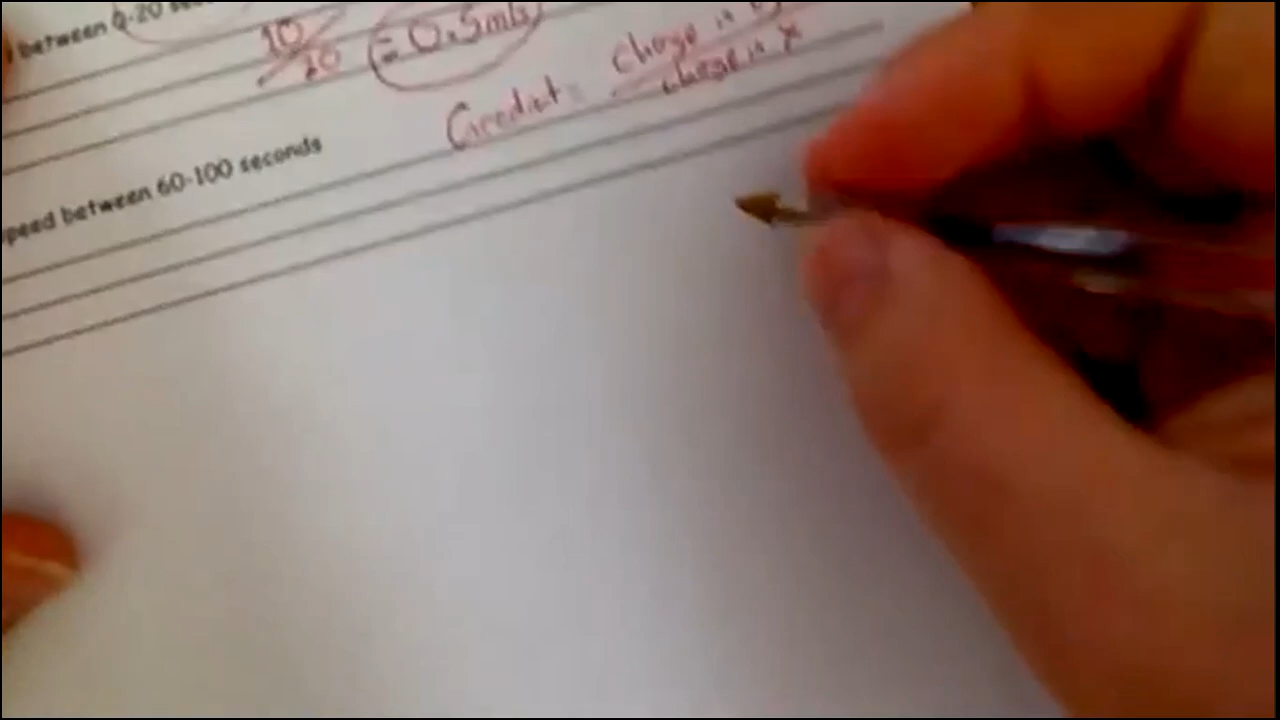 between 0-20
10
20
= 0.5m/s
Gradient = change in y
change in x
speed between 60-100 seconds